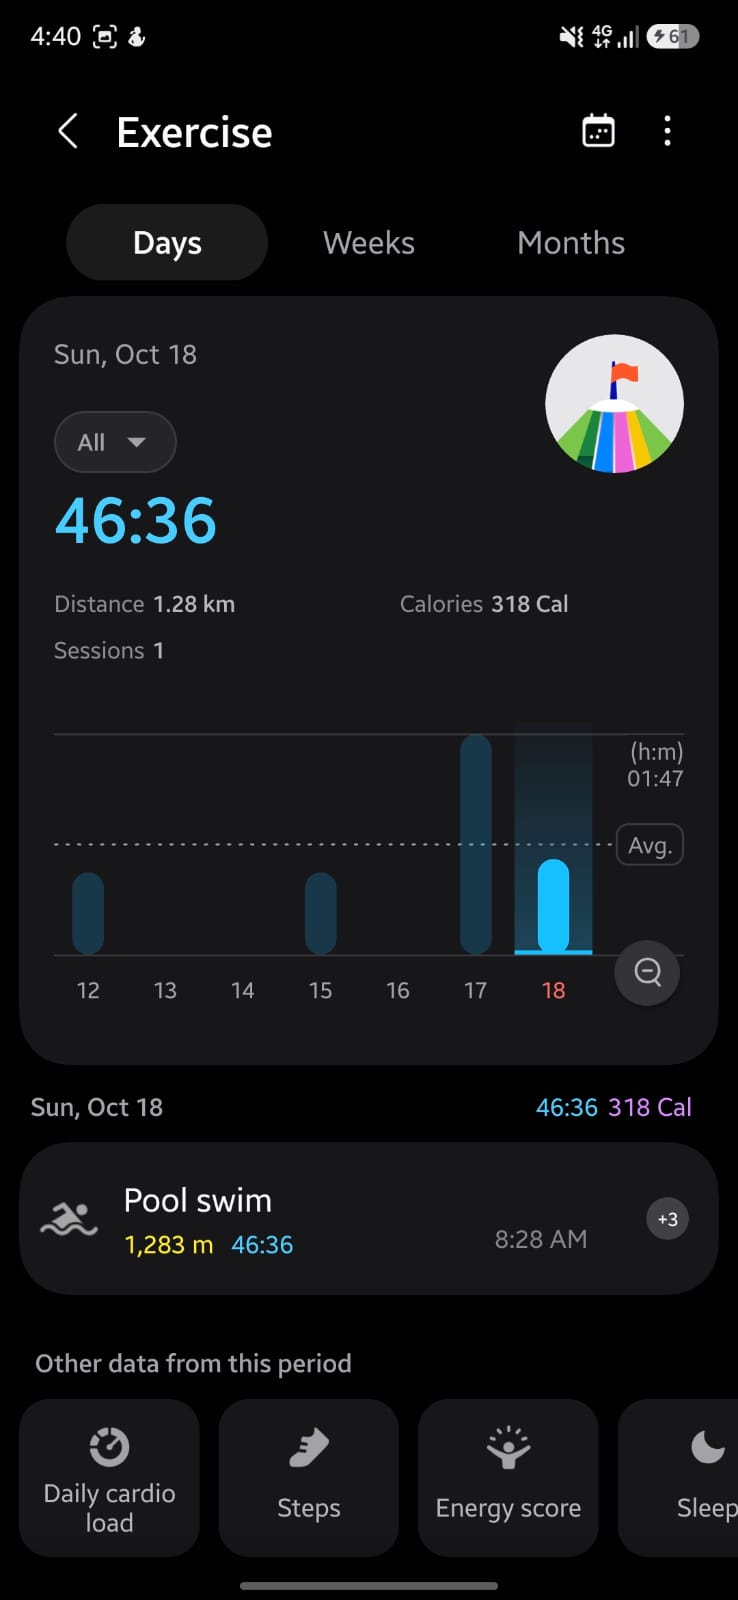 4:40
4G
61
Exercise
Days Weeks Months
Sun, Oct 18
All
46:36
Distance 1.28 km Calories 318 Cal
Sessions 1
(h:m)
01:47
Avg.
12 13 14 15 16 17 18
Sun, Oct 18 46:36 318 Cal
Pool swim
1,283 m 46:36 8:28 AM +3
Other data from this period
Daily cardio
load
Steps
Energy score
Sleep